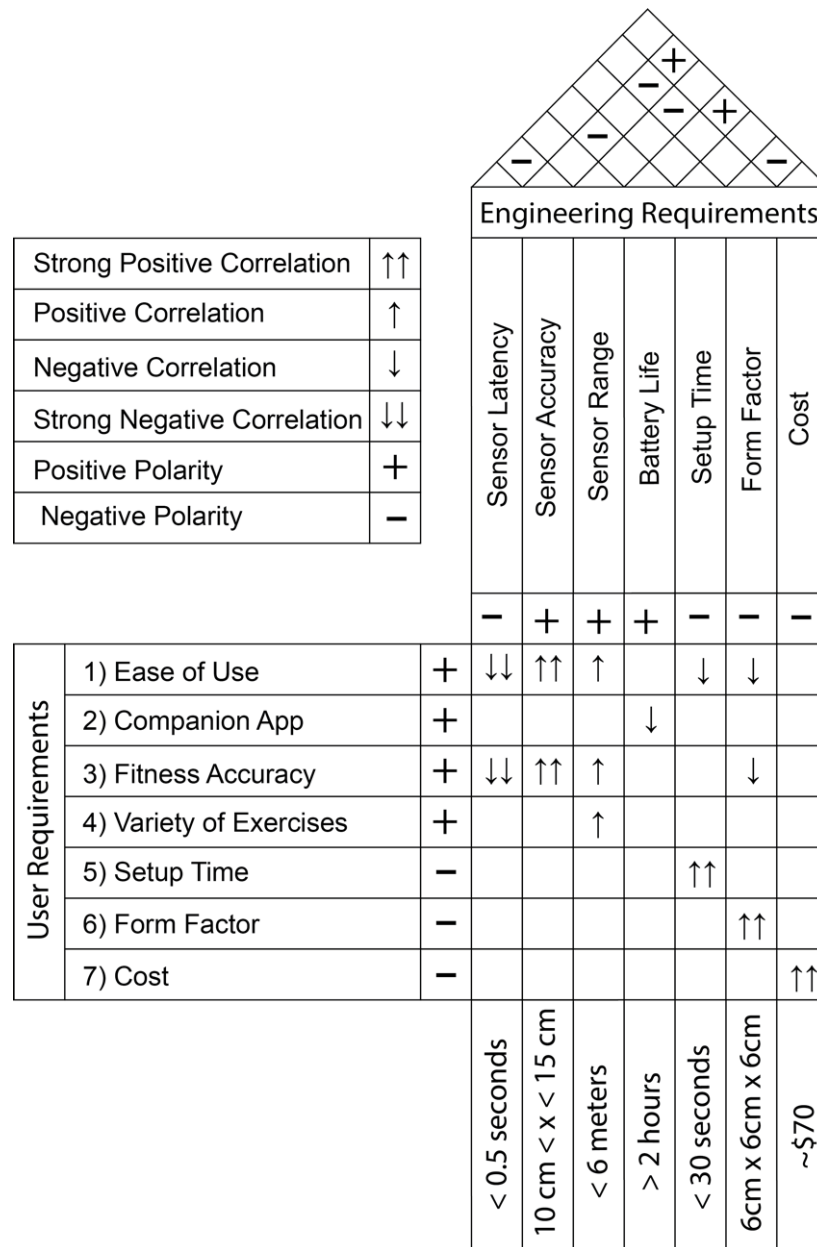 +
−
+
−
−
−
+
−
Engineering Requirements
Strong Positive Correlation ↑↑
Positive Correlation ↑
Negative Correlation ↓
Strong Negative Correlation ↓↓
Positive Polarity +
Negative Polarity −
Sensor Latency
Sensor Accuracy
Sensor Range
Battery Life
Setup Time
Form Factor
Cost
− + + + − − −
User Requirements
1) Ease of Use + ↓↓ ↑↑ ↑ ↓ ↓
2) Companion App + ↓
3) Fitness Accuracy + ↓↓ ↑↑ ↑ ↓
4) Variety of Exercises + ↑
5) Setup Time − ↑↑
6) Form Factor − ↑↑
7) Cost − ↑↑
< 0.5 seconds
10 cm < x < 15 cm
< 6 meters
> 2 hours
< 30 seconds
6cm x 6cm x 6cm
~$70